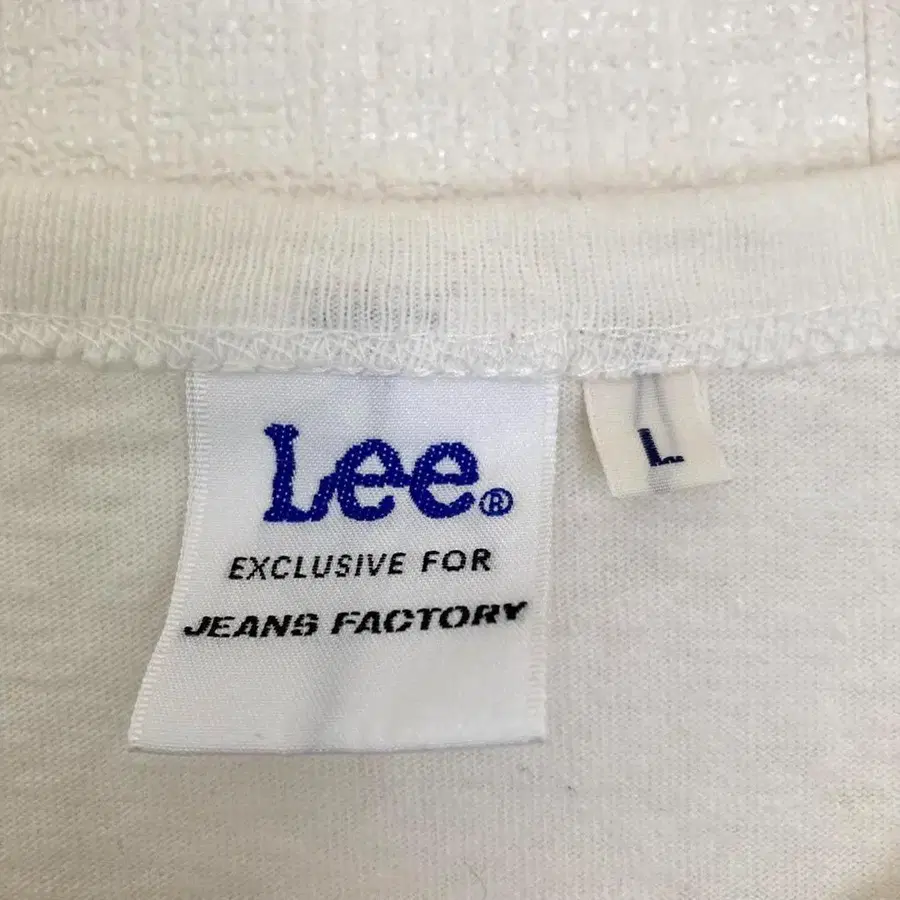 Lee®
EXCLUSIVE FOR
JEANS FACTORY
L